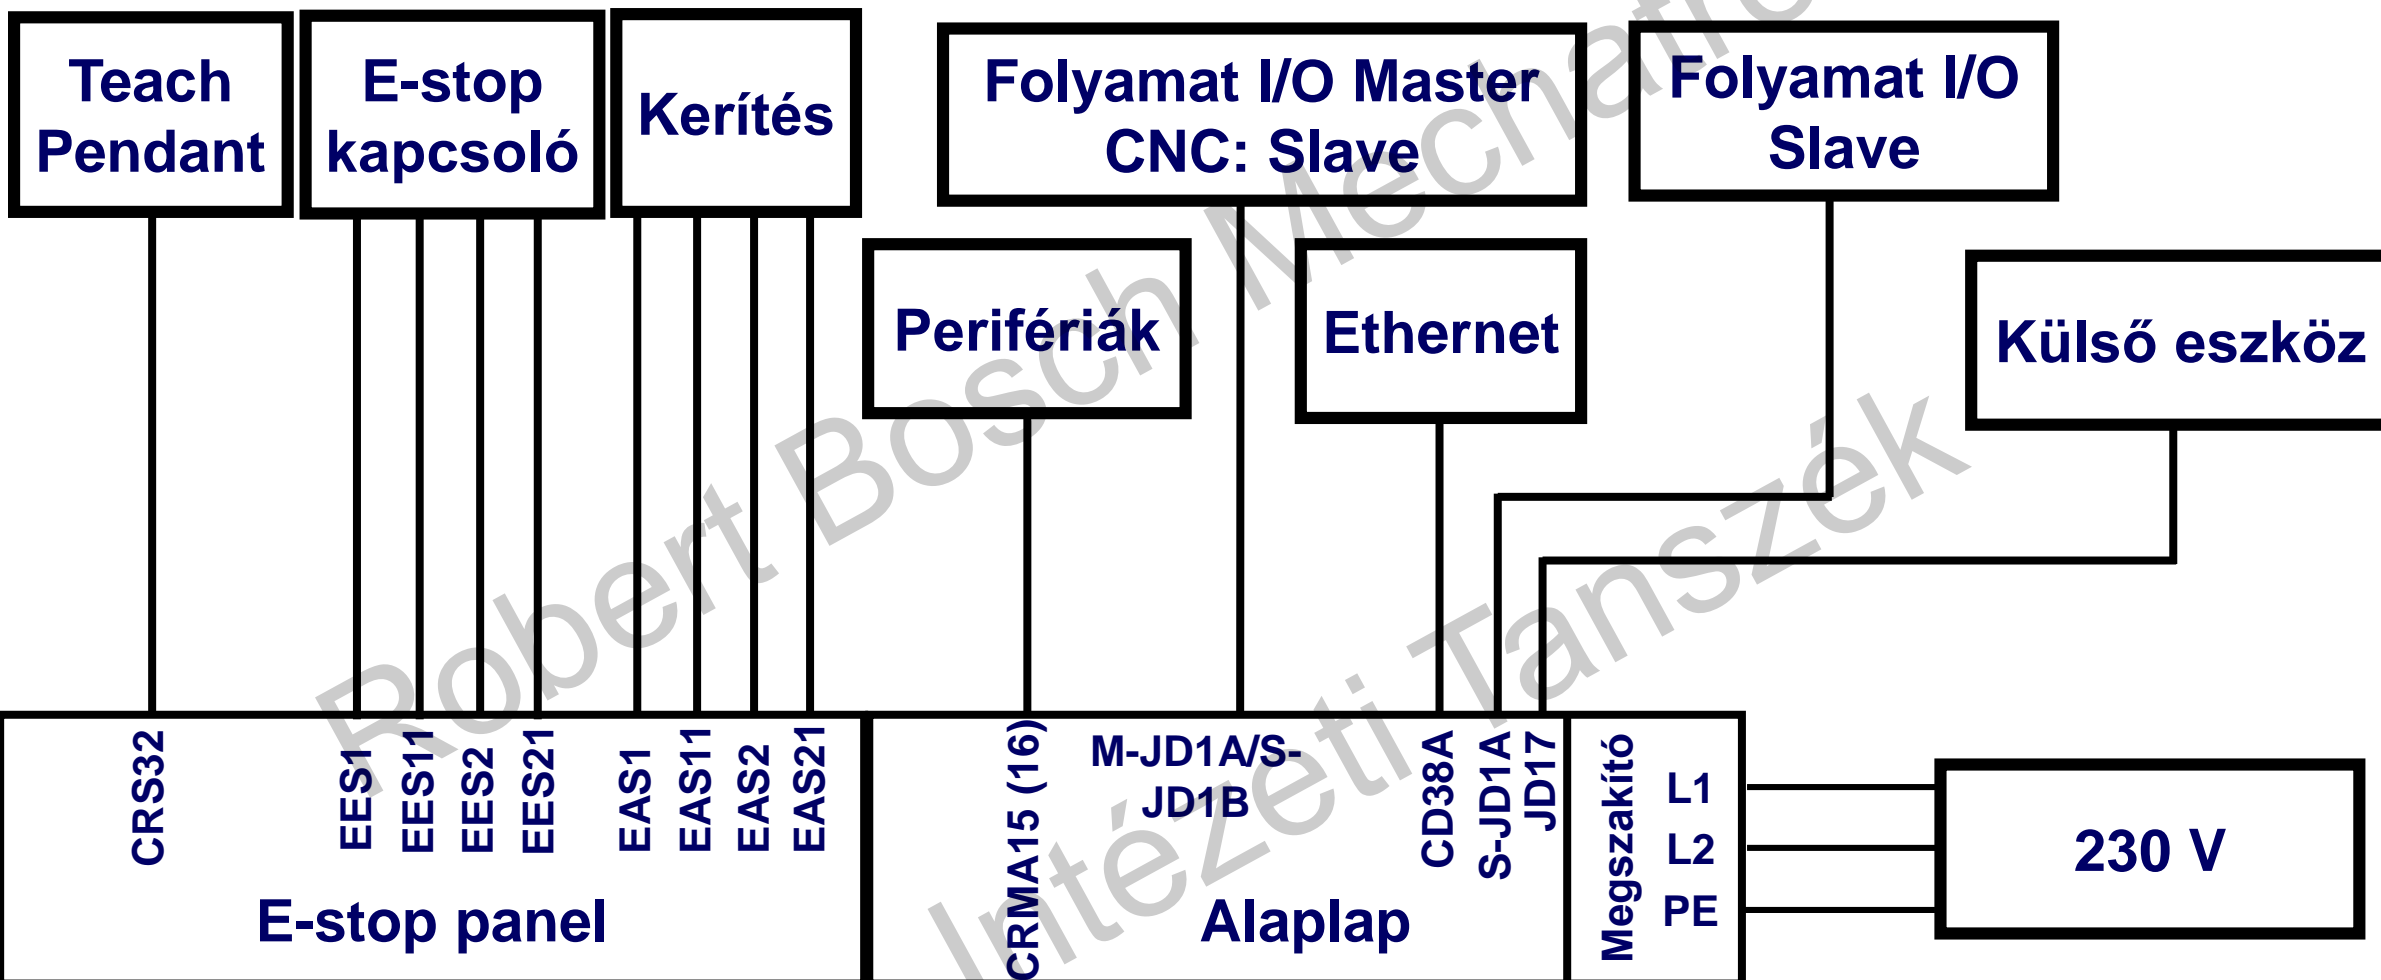 Teach
Pendant
E-stop
kapcsoló
Kerítés
Folyamat I/O Master
CNC: Slave
Folyamat I/O
Slave
Perifériák
Ethernet
Külső eszköz
CRS32
EES1
EES11
EES2
EES21
EAS1
EAS11
EAS2
EAS21
E-stop panel
CRMA15 (16)
M-JD1A/S-
JD1B
CD38A
S-JD1A
JD17
Alaplap
Megszakító
L1
L2
PE
230 V
Robert Bosch
Intézeti Tanszék